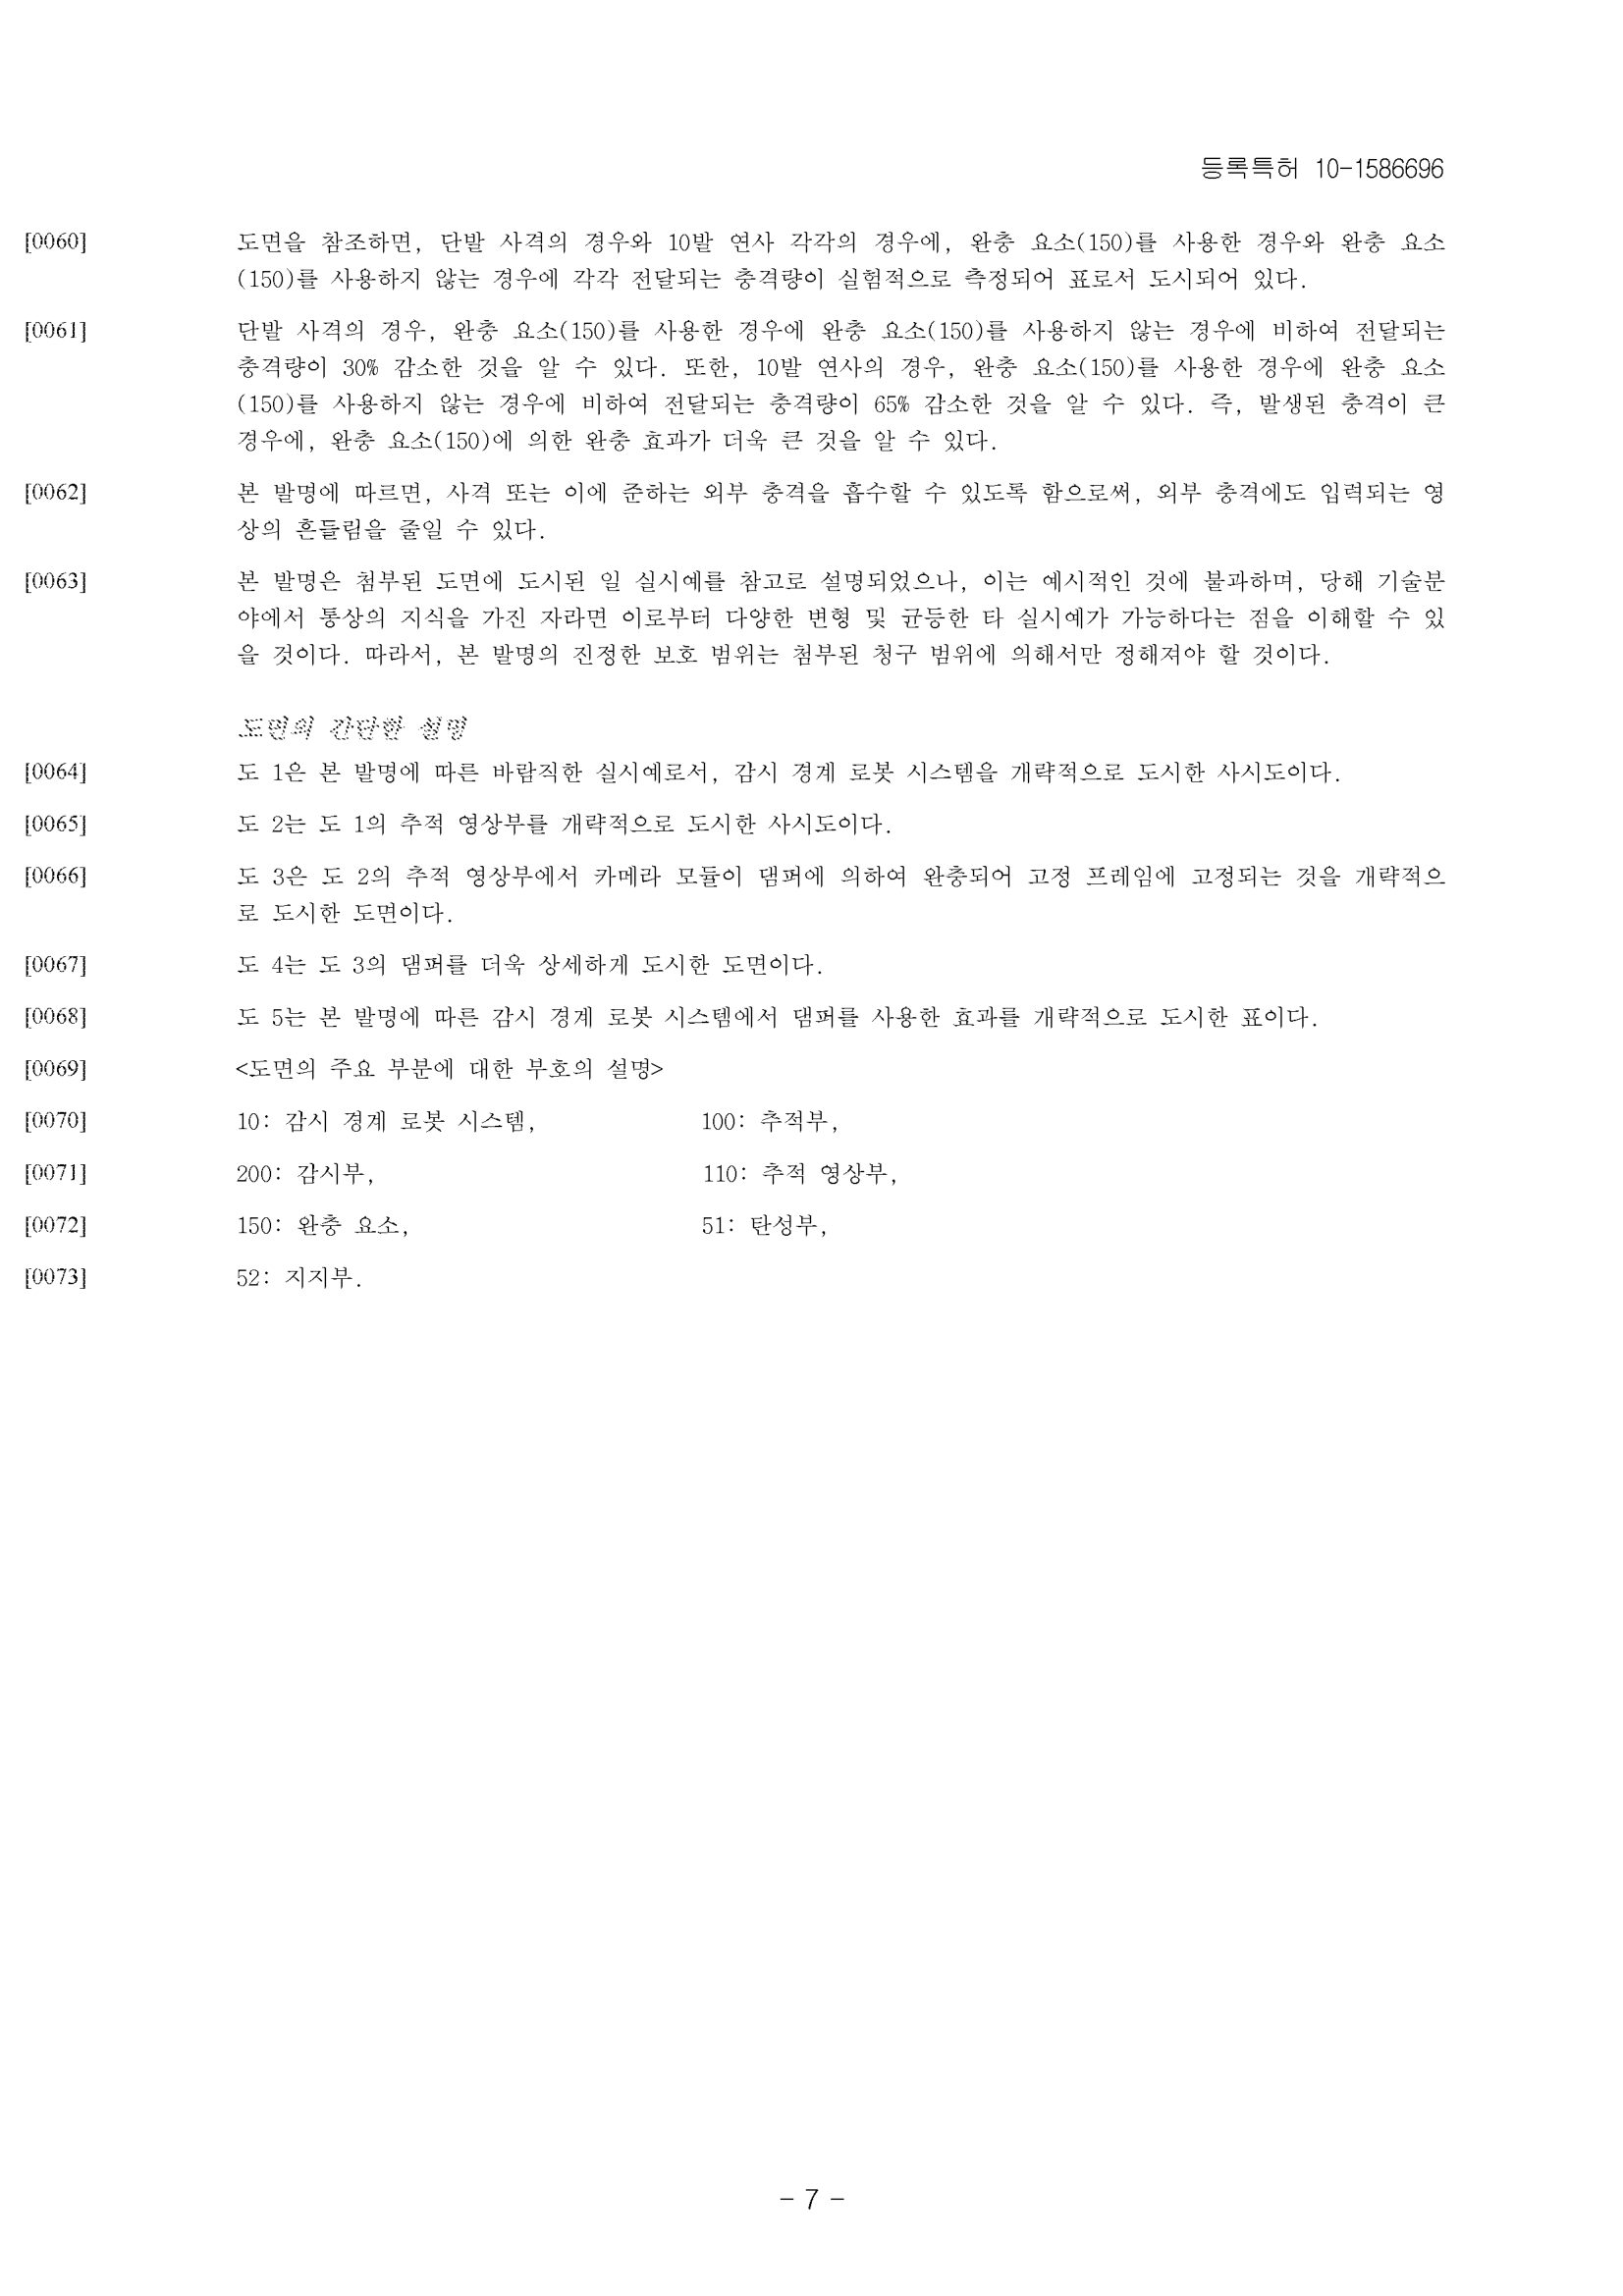 등록특허 10-1586696
[0060] 도면을 참조하면, 단발 사격의 경우와 10발 연사 각각의 경우에, 완충 요소(150)를 사용한 경우와 완충 요소
(150)를 사용하지 않는 경우에 각각 전달되는 충격량이 실험적으로 측정되어 표로서 도시되어 있다.
[0061] 단발 사격의 경우, 완충 요소(150)를 사용한 경우에 완충 요소(150)를 사용하지 않는 경우에 비하여 전달되는
충격량이 30% 감소한 것을 알 수 있다. 또한, 10발 연사의 경우, 완충 요소(150)를 사용한 경우에 완충 요소
(150)를 사용하지 않는 경우에 비하여 전달되는 충격량이 65% 감소한 것을 알 수 있다. 즉, 발생된 충격이 큰
경우에, 완충 요소(150)에 의한 완충 효과가 더욱 큰 것을 알 수 있다.
[0062] 본 발명에 따르면, 사격 또는 이에 준하는 외부 충격을 흡수할 수 있도록 함으로써, 외부 충격에도 입력되는 영
상의 흔들림을 줄일 수 있다.
[0063] 본 발명은 첨부된 도면에 도시된 일 실시예를 참고로 설명되었으나, 이는 예시적인 것에 불과하며, 당해 기술분
야에서 통상의 지식을 가진 자라면 이로부터 다양한 변형 및 균등한 타 실시예가 가능하다는 점을 이해할 수 있
을 것이다. 따라서, 본 발명의 진정한 보호 범위는 첨부된 청구 범위에 의해서만 정해져야 할 것이다.
도면의 간단한 설명
[0064] 도 1은 본 발명에 따른 바람직한 실시예로서, 감시 경계 로봇 시스템을 개략적으로 도시한 사시도이다.
[0065] 도 2는 도 1의 추적 영상부를 개략적으로 도시한 사시도이다.
[0066] 도 3은 도 2의 추적 영상부에서 카메라 모듈이 댐퍼에 의하여 완충되어 고정 프레임에 고정되는 것을 개략적으
로 도시한 도면이다.
[0067] 도 4는 도 3의 댐퍼를 더욱 상세하게 도시한 도면이다.
[0068] 도 5는 본 발명에 따른 감시 경계 로봇 시스템에서 댐퍼를 사용한 효과를 개략적으로 도시한 표이다.
[0069] <도면의 주요 부분에 대한 부호의 설명>
[0070] 10: 감시 경계 로봇 시스템, 100: 추적부,
[0071] 200: 감시부, 110: 추적 영상부,
[0072] 150: 완충 요소, 51: 탄성부,
[0073] 52: 지지부.
- 7 -